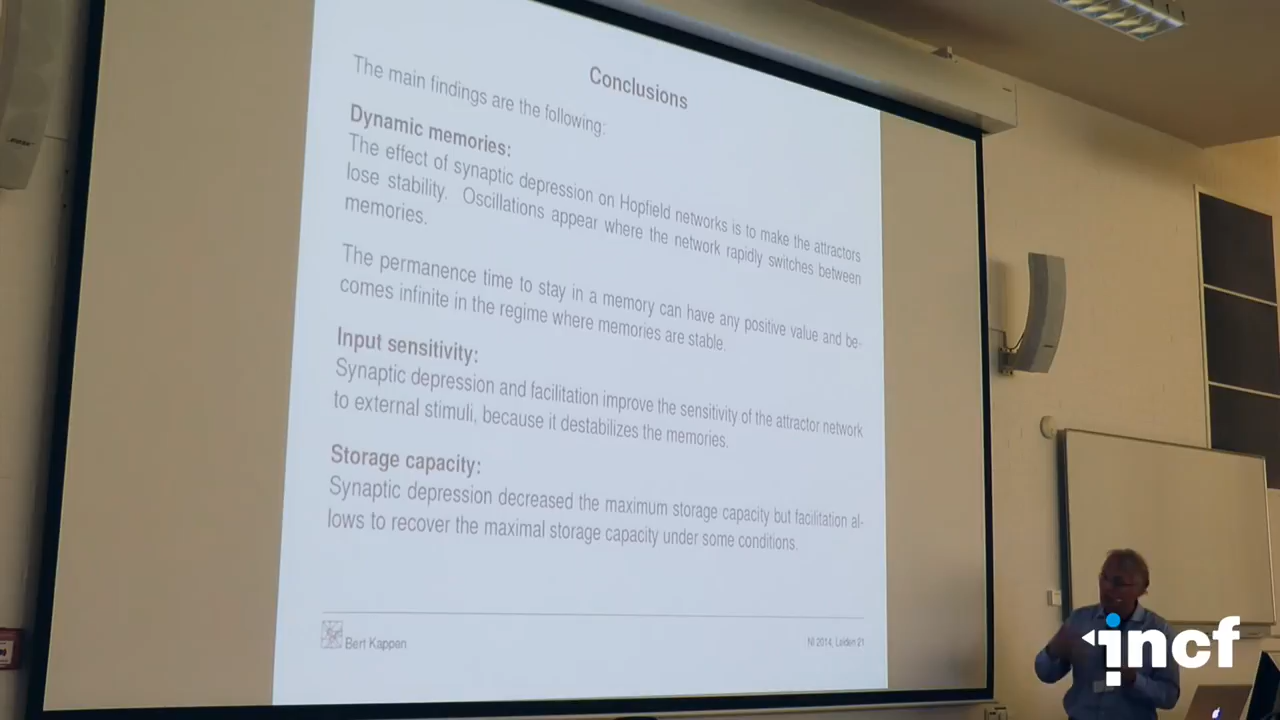 Conclusions
The main findings are the following:
Dynamic memories:
The effect of synaptic depression on Hopfield networks is to make the attractors
lose stability. Oscillations appear where the network rapidly switches between
memories.
The permanence time to stay in a memory can have any positive value and be-
comes infinite in the regime where memories are stable.
Input sensitivity:
Synaptic depression and facilitation improve the sensitivity of the attractor network
to external stimuli, because it destabilizes the memories.
Storage capacity:
Synaptic depression decreased the maximum storage capacity but facilitation al-
lows to recover the maximal storage capacity under some conditions.
Bert Kappen
NI 2014, Leiden 21
incf
BOSE